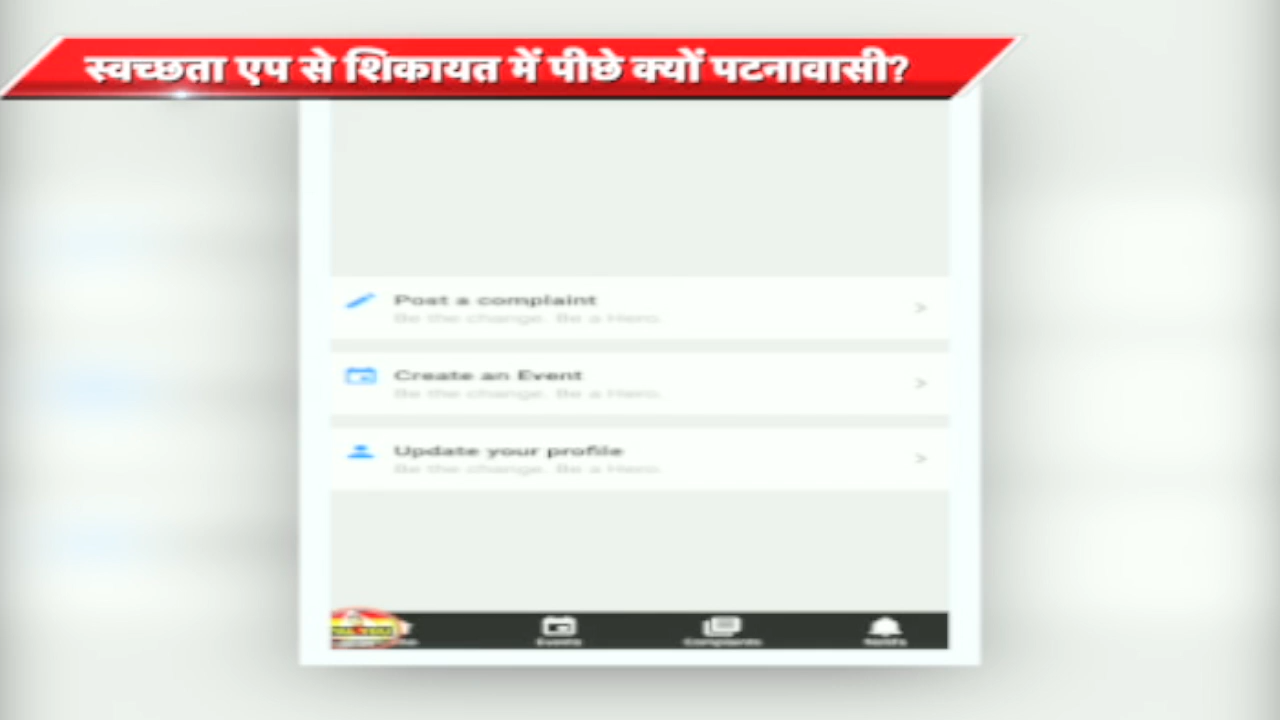 स्वच्छता एप से शिकायत में पीछे क्यों पटनावासी?
Post a complaint
Be the change. Be a Hero.
Create an Event
Be the change. Be a Hero.
Update your profile
Be the change. Be a Hero.
Events
Complaints